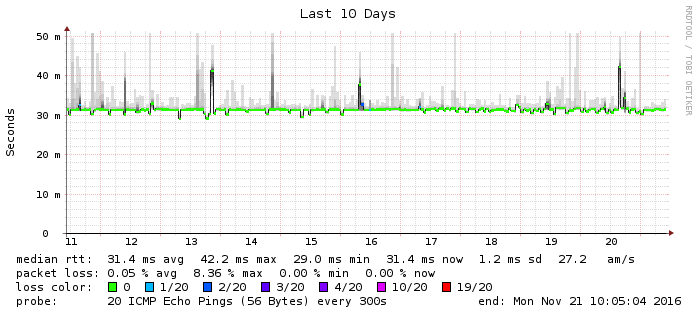 Last 10 Days
RRDTOOL / TOBI OETIKER
Seconds
50 m
40 m
30 m
20 m
10 m
0
11 12 13 14 15 16 17 18 19 20
median rtt: 31.4 ms avg 42.2 ms max 29.0 ms min 31.4 ms now 1.2 ms sd 27.2 am/s
packet loss: 0.05 % avg 8.36 % max 0.00 % min 0.00 % now
loss color: 0 1/20 2/20 3/20 4/20 10/20 19/20
probe: 20 ICMP Echo Pings (56 Bytes) every 300s end: Mon Nov 21 10:05:04 2016